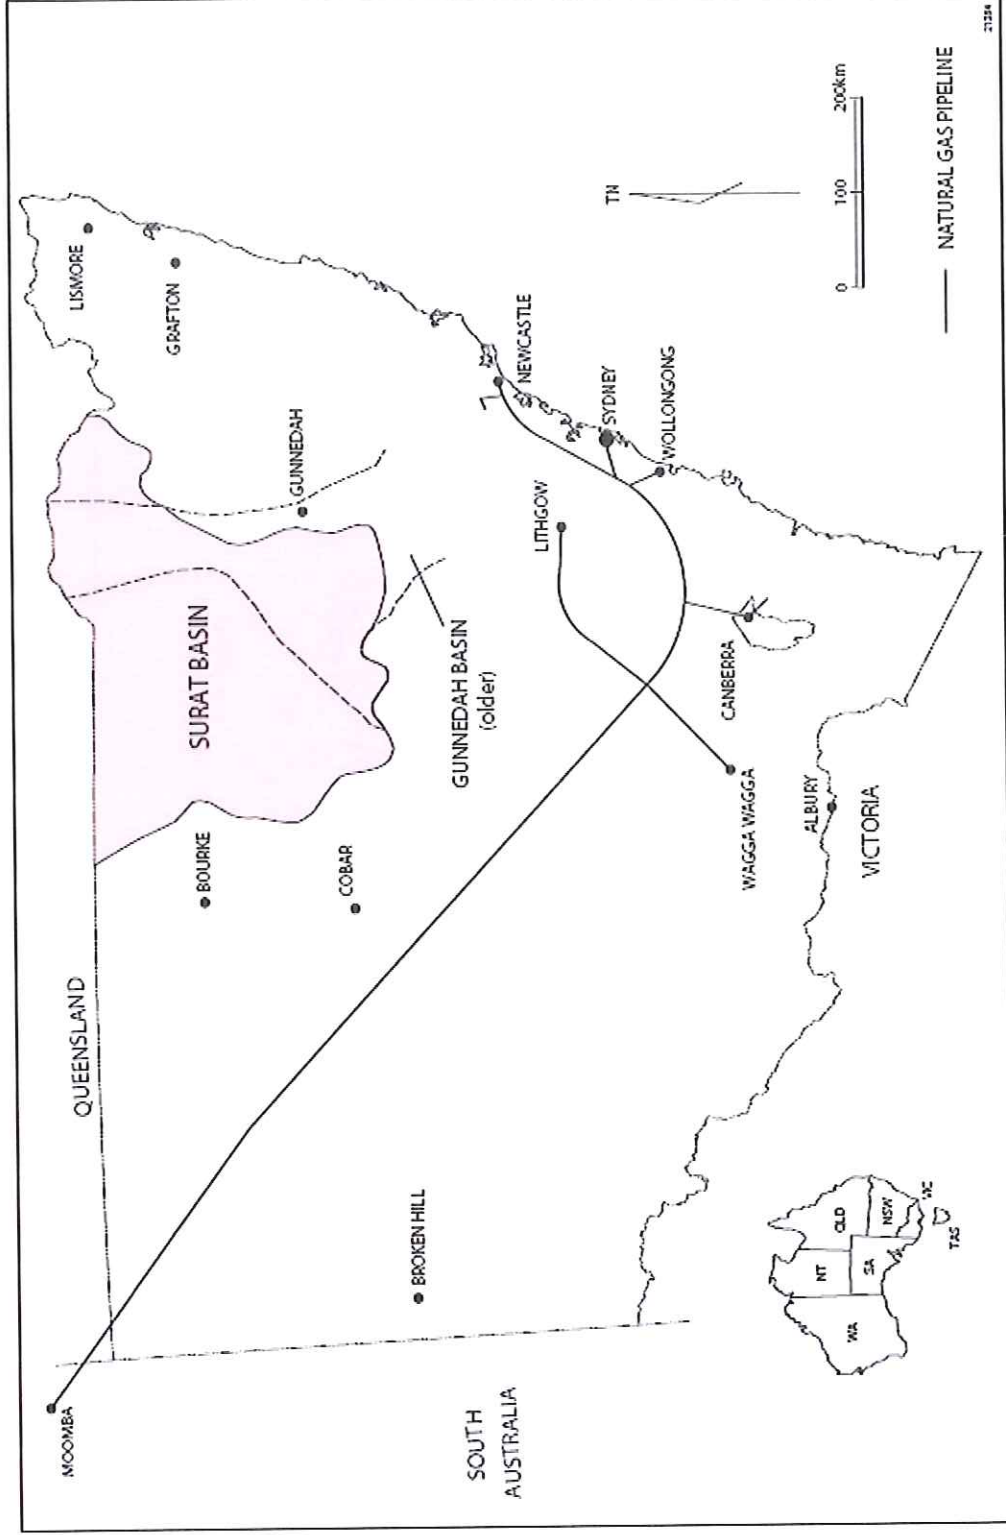 MOOMBA
QUEENSLAND
SURAT BASIN
LISMORE
GRAFTON
BOURKE
GUNNEDAH
COBAR
GUNNEDAH BASIN
(older)
BROKEN HILL
SOUTH
AUSTRALIA
NEWCASTLE
LITHGOW
SYDNEY
WOLLONGONG
CANBERRA
WAGGA WAGGA
ALBURY
VICTORIA
TN
0 100 200km
NATURAL GAS PIPELINE
WA
NT
SA
QLD
NSW
VIC
TAS
21284